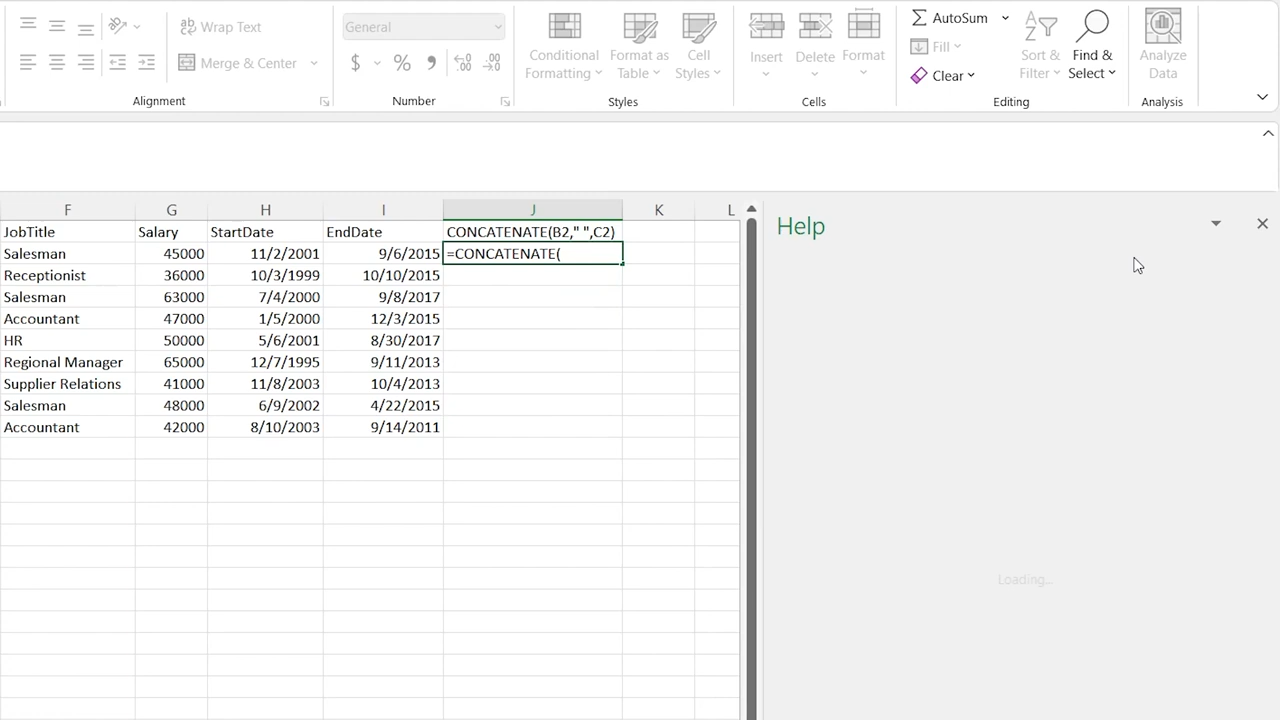 Wrap Text
General
Conditional Formatting
Format as Table
Cell Styles
Insert
Delete
Format
AutoSum
Fill
Clear
Sort & Filter
Find & Select
Analyze Data
Merge & Center
$ % 9
Alignment
Number
Styles
Cells
Editing
Analysis
F G H I J K L
JobTitle Salary StartDate EndDate CONCATENATE(B2," ",C2)
Salesman 45000 11/2/2001 9/6/2015 =CONCATENATE(
Receptionist 36000 10/3/1999 10/10/2015
Salesman 63000 7/4/2000 9/8/2017
Accountant 47000 1/5/2000 12/3/2015
HR 50000 5/6/2001 8/30/2017
Regional Manager 65000 12/7/1995 9/11/2013
Supplier Relations 41000 11/8/2003 10/4/2013
Salesman 48000 6/9/2002 4/22/2015
Accountant 42000 8/10/2003 9/14/2011
Help
Loading...